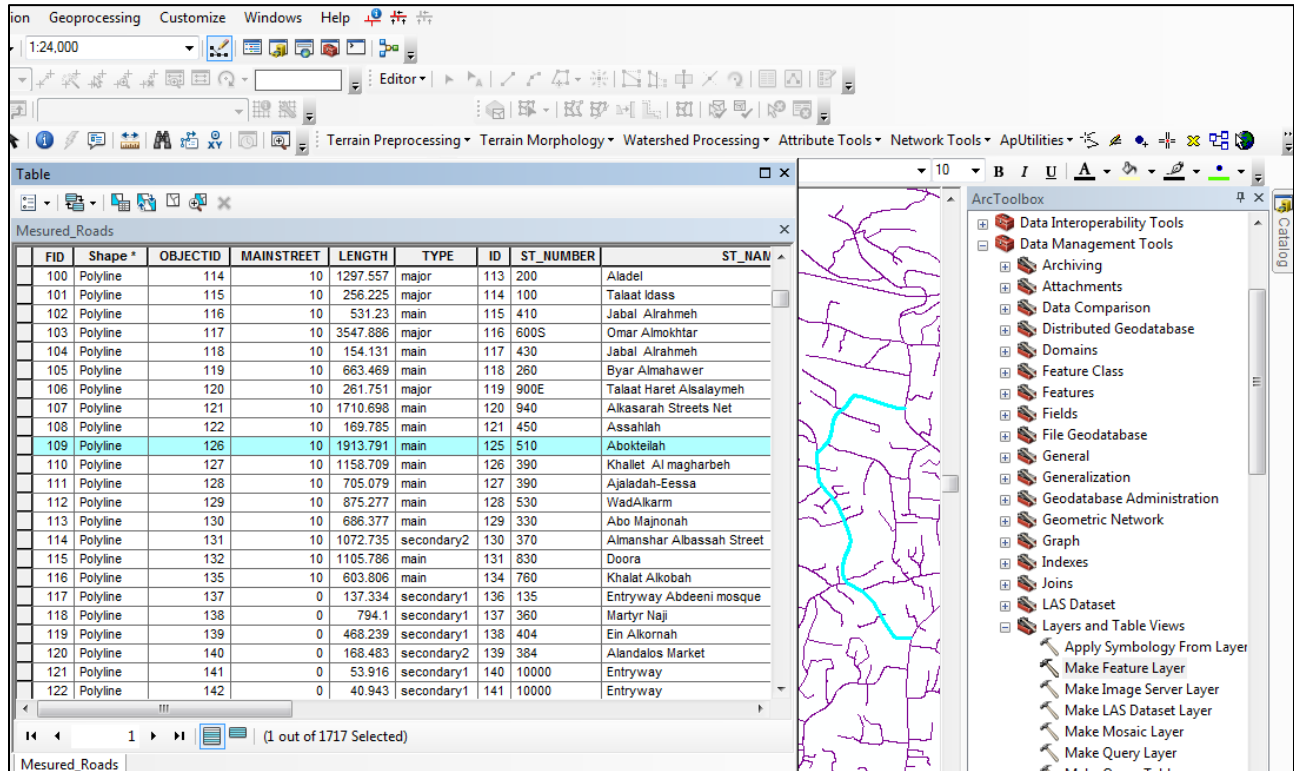 ion Geoprocessing Customize Windows Help
1:24,000
Editor
Terrain Preprocessing Terrain Morphology Watershed Processing Attribute Tools Network Tools ApUtilities
Table
10 B I U A
Mesured_Roads
FID Shape * OBJECTID MAINSTREET LENGTH TYPE ID ST_NUMBER ST_NAM
100 Polyline 114 10 1297.557 major 113 200 Aladel
101 Polyline 115 10 256.225 major 114 100 Talaat Idass
102 Polyline 116 10 531.23 main 115 410 Jabal Alrahmeh
103 Polyline 117 10 3547.886 major 116 600S Omar Almokhtar
104 Polyline 118 10 154.131 main 117 430 Jabal Alrahmeh
105 Polyline 119 10 663.469 main 118 260 Byar Almahawer
106 Polyline 120 10 261.751 major 119 900E Talaat Haret Alsalaymeh
107 Polyline 121 10 1710.698 main 120 940 Alkasarah Streets Net
108 Polyline 122 10 169.785 main 121 450 Assahlah
109 Polyline 126 10 1913.791 main 125 510 Abokteilah
110 Polyline 127 10 1158.709 main 126 390 Khallet Al magharbeh
111 Polyline 128 10 705.079 main 127 390 Ajaladah-Eessa
112 Polyline 129 10 875.277 main 128 530 WadAlkarm
113 Polyline 130 10 686.377 main 129 330 Abo Majnonah
114 Polyline 131 10 1072.735 secondary2 130 370 Almanshar Albassah Street
115 Polyline 132 10 1105.786 main 131 830 Doora
116 Polyline 135 10 603.806 main 134 760 Khalat Alkobah
117 Polyline 137 0 137.334 secondary1 136 135 Entryway Abdeeni mosque
118 Polyline 138 0 794.1 secondary1 137 360 Martyr Naji
119 Polyline 139 0 468.239 secondary1 138 404 Ein Alkornah
120 Polyline 140 0 168.483 secondary2 139 384 Alandalos Market
121 Polyline 141 0 53.916 secondary1 140 10000 Entryway
122 Polyline 142 0 40.943 secondary1 141 10000 Entryway
1 (1 out of 1717 Selected)
Mesured_Roads
ArcToolbox
Data Interoperability Tools
Data Management Tools
Archiving
Attachments
Data Comparison
Distributed Geodatabase
Domains
Feature Class
Features
Fields
File Geodatabase
General
Generalization
Geodatabase Administration
Geometric Network
Graph
Indexes
Joins
LAS Dataset
Layers and Table Views
Apply Symbology From Layer
Make Feature Layer
Make Image Server Layer
Make LAS Dataset Layer
Make Mosaic Layer
Make Query Layer
Catalog